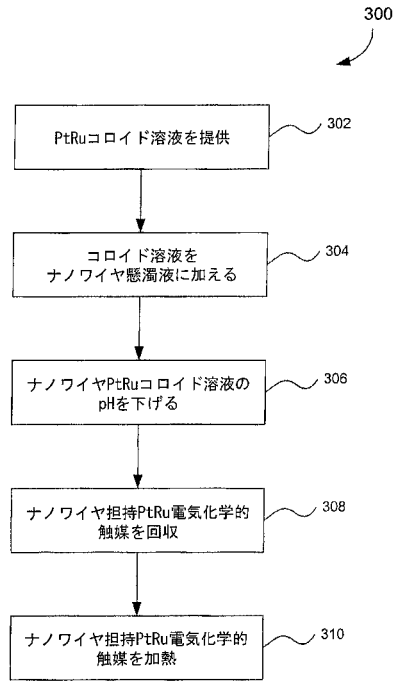 300
PtRuコロイド溶液を提供
302
コロイド溶液を
ナノワイヤ懸濁液に加える
304
ナノワイヤPtRuコロイド溶液の
pHを下げる
306
ナノワイヤ担持PtRu電気化学的
触媒を回収
308
ナノワイヤ担持PtRu電気化学的
触媒を加熱
310